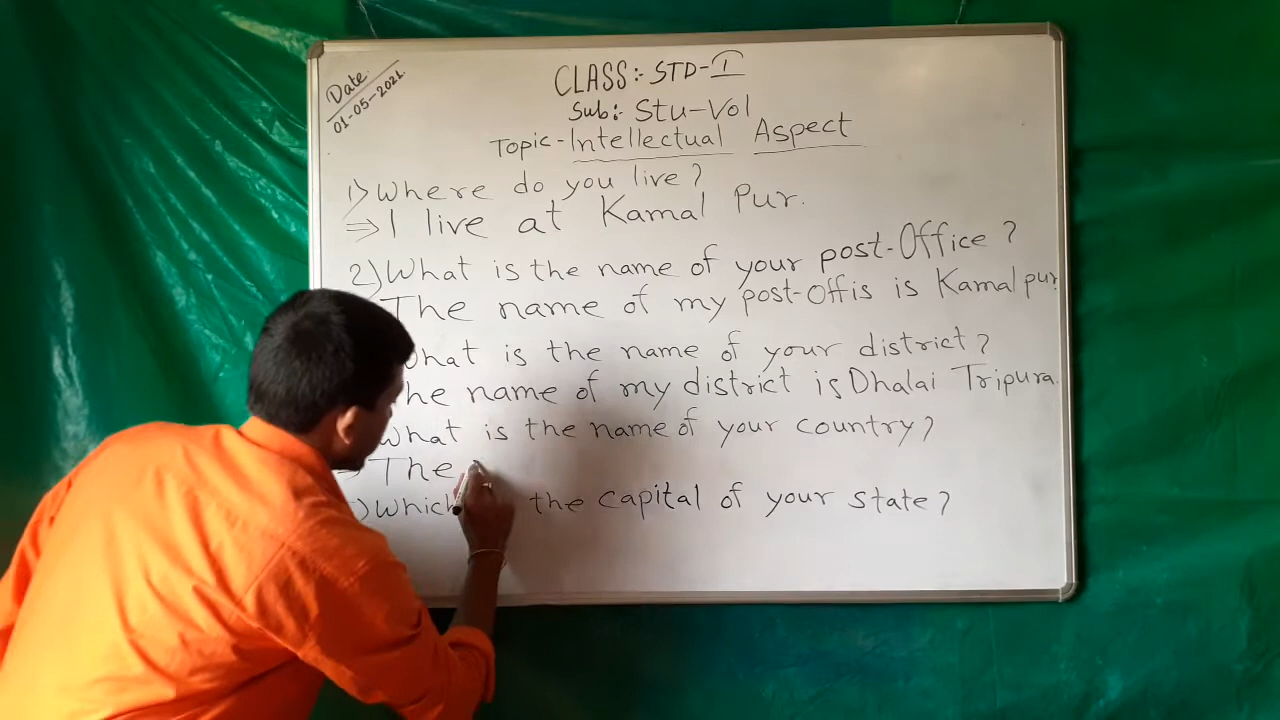 Date
01-05-2021.
CLASS:- STD-I
Sub:- Stu-Vol
Topic-Intellectual Aspect
1) Where do you live?
⇒ I live at Kamal Pur.
2) What is the name of your post-Office?
The name of my post-offis is Kamalpur.
What is the name of your district?
he name of my district is Dhalai Tripura.
What is the name of your country?
⇒ The
) Which the capital of your state?